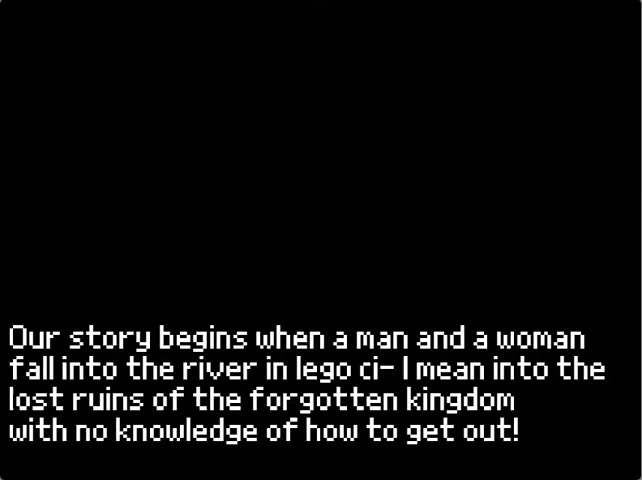 Our story begins when a man and a woman
fall into the river in lego ci- I mean into the
lost ruins of the forgotten kingdom
with no knowledge of how to get out!